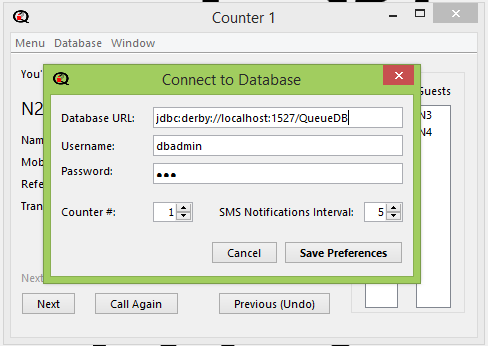 Counter 1
Menu Database Window
Connect to Database
Database URL: jdbc:derby://localhost:1527/QueueDB
Username: dbadmin
Password: •••
Counter #: 1 SMS Notifications Interval: 5
Cancel Save Preferences
You'
N2
Nam
Mob
Refe
Tran
Next
Guests
N3
N4
Next Call Again Previous (Undo)